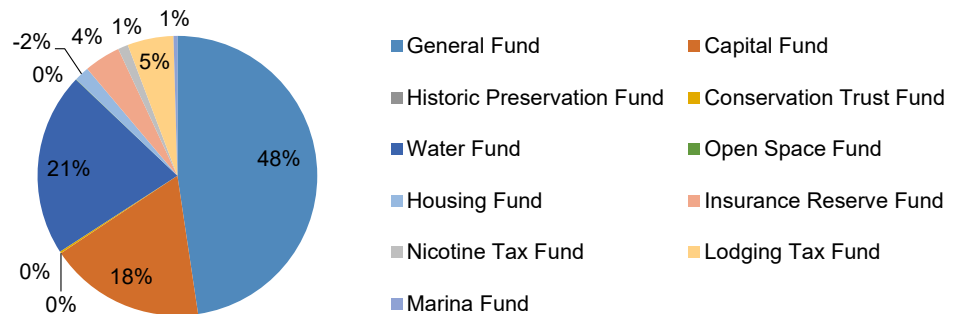 1%
1%
4%
-2%
0%
5%
48%
21%
18%
0%
0%
General Fund
Capital Fund
Historic Preservation Fund
Conservation Trust Fund
Water Fund
Open Space Fund
Housing Fund
Insurance Reserve Fund
Nicotine Tax Fund
Lodging Tax Fund
Marina Fund